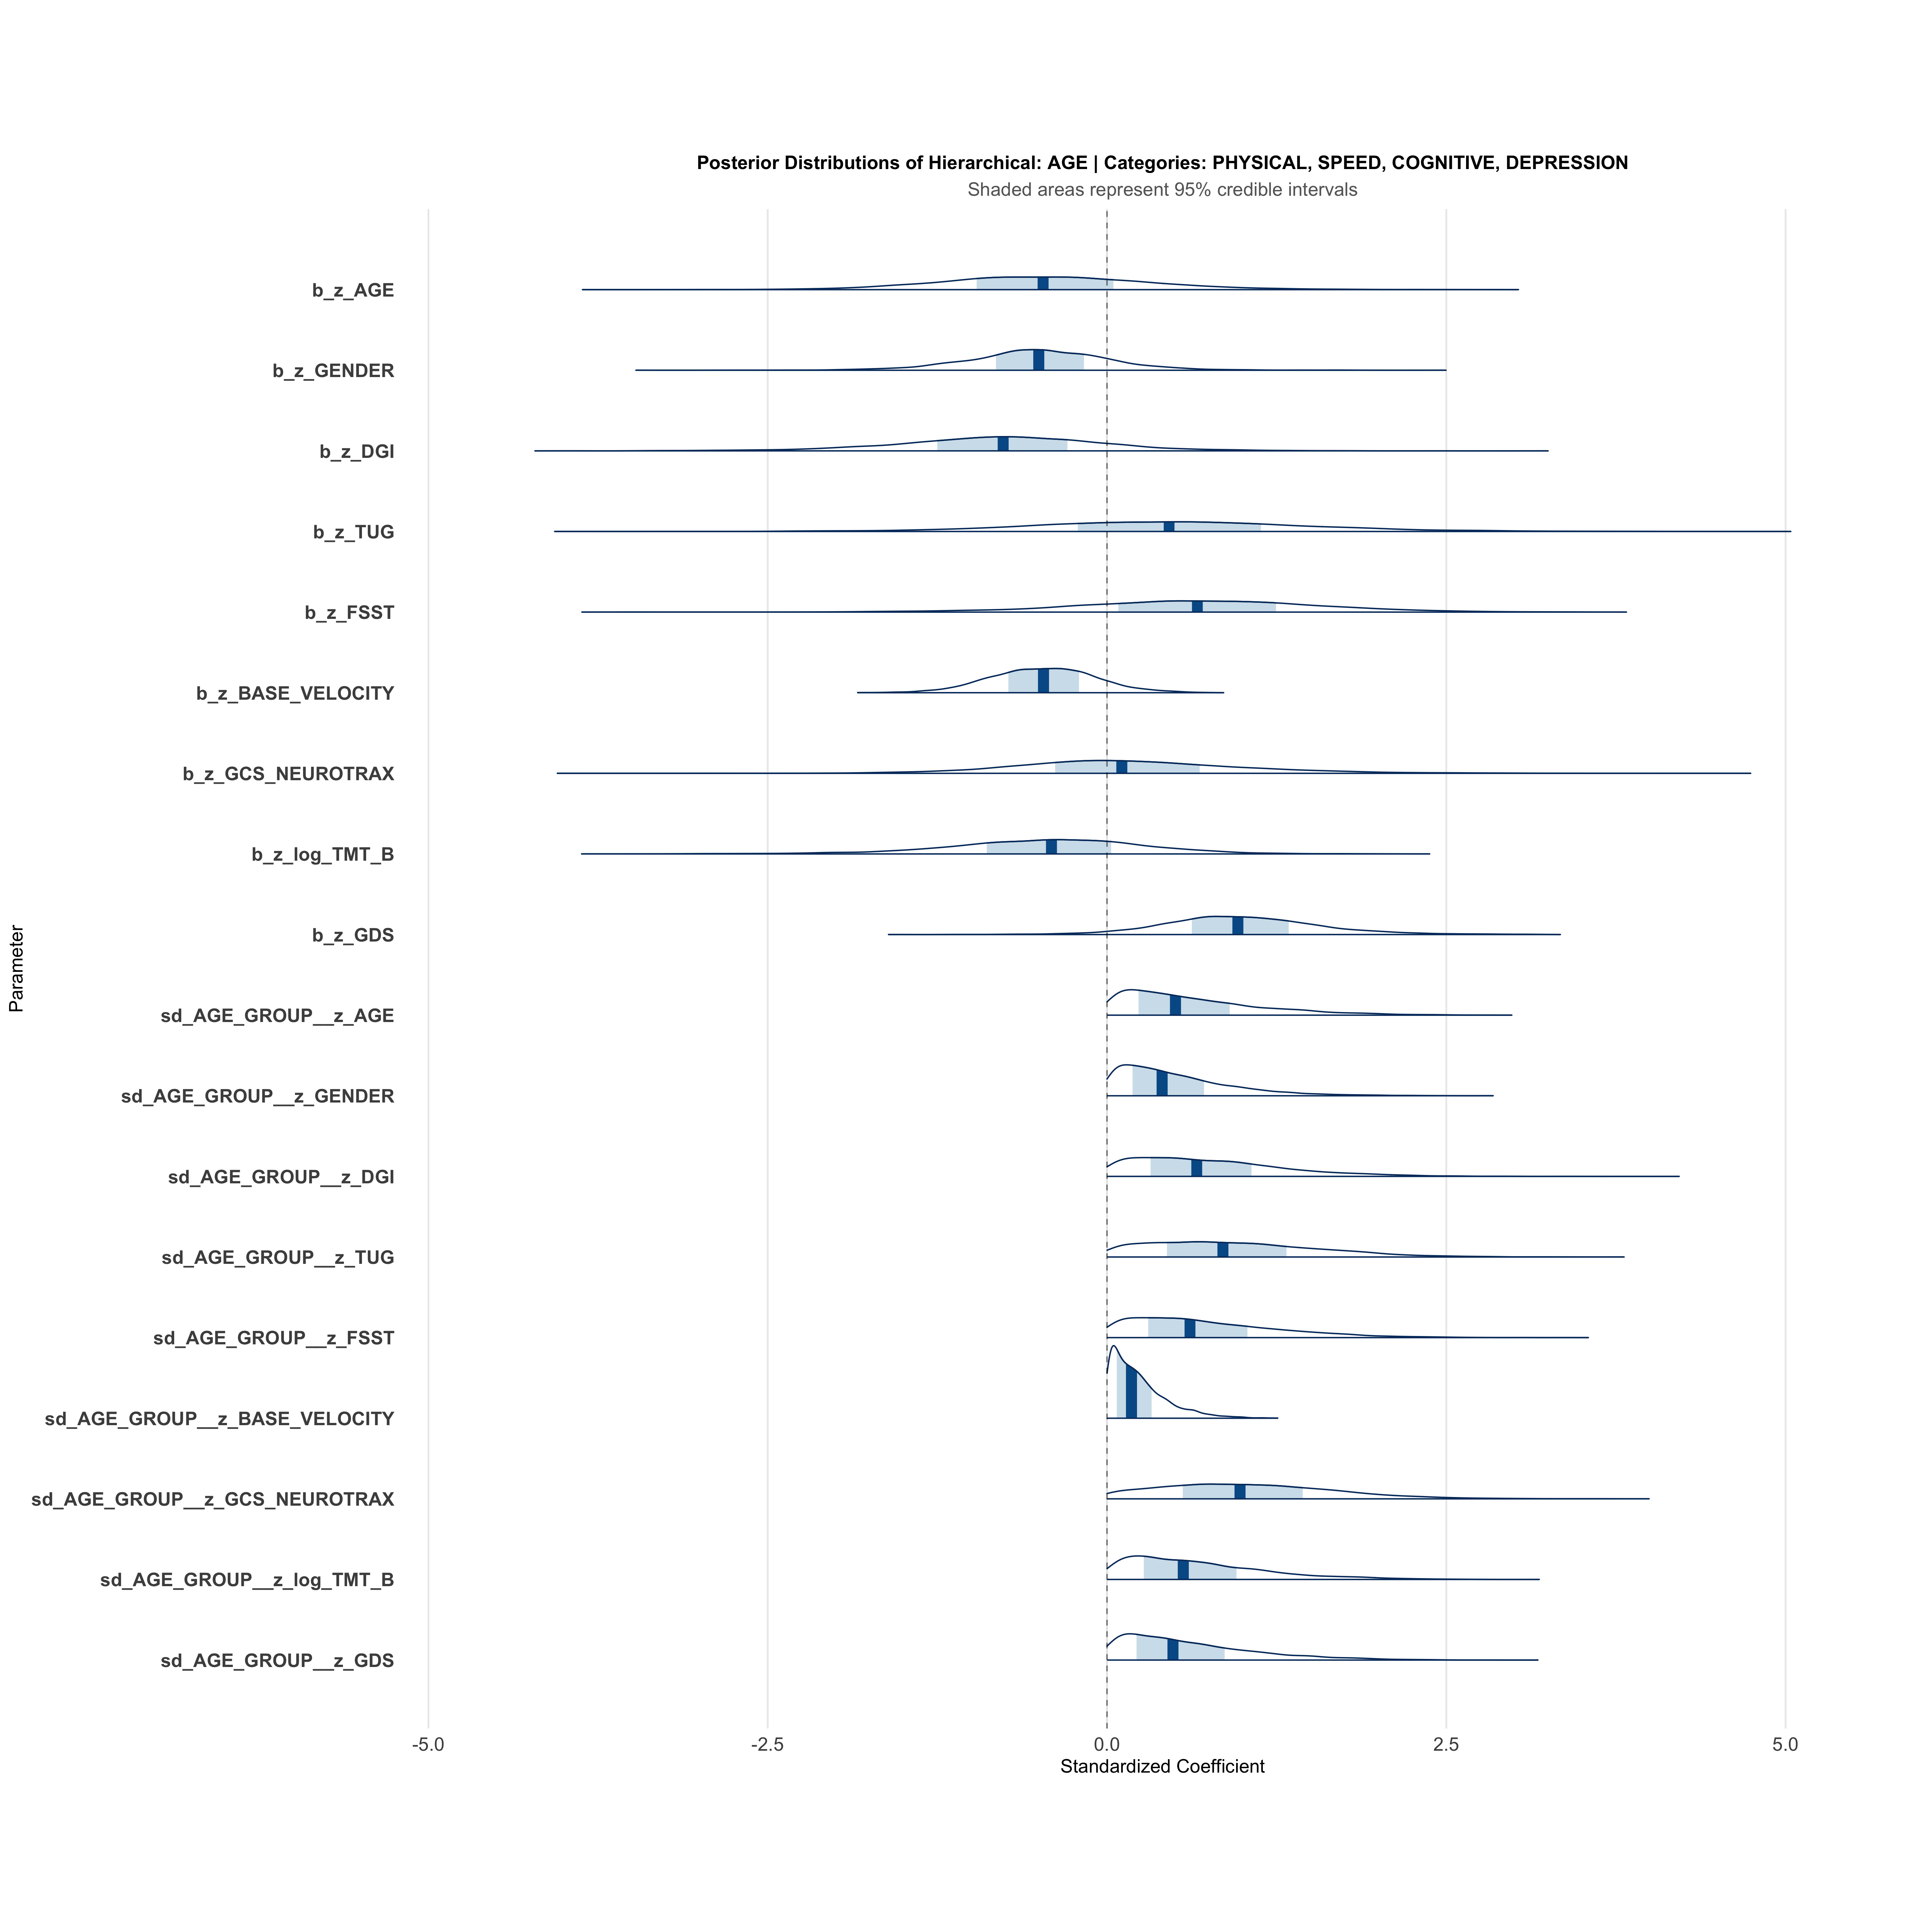 Posterior Distributions of Hierarchical: AGE | Categories: PHYSICAL, SPEED, COGNITIVE, DEPRESSION
Shaded areas represent 95% credible intervals
Parameter
b_z_AGE
b_z_GENDER
b_z_DGI
b_z_TUG
b_z_FSST
b_z_BASE_VELOCITY
b_z_GCS_NEUROTRAX
b_z_log_TMT_B
b_z_GDS
sd_AGE_GROUP__z_AGE
sd_AGE_GROUP__z_GENDER
sd_AGE_GROUP__z_DGI
sd_AGE_GROUP__z_TUG
sd_AGE_GROUP__z_FSST
sd_AGE_GROUP__z_BASE_VELOCITY
sd_AGE_GROUP__z_GCS_NEUROTRAX
sd_AGE_GROUP__z_log_TMT_B
sd_AGE_GROUP__z_GDS
-5.0 -2.5 0.0 2.5 5.0
Standardized Coefficient